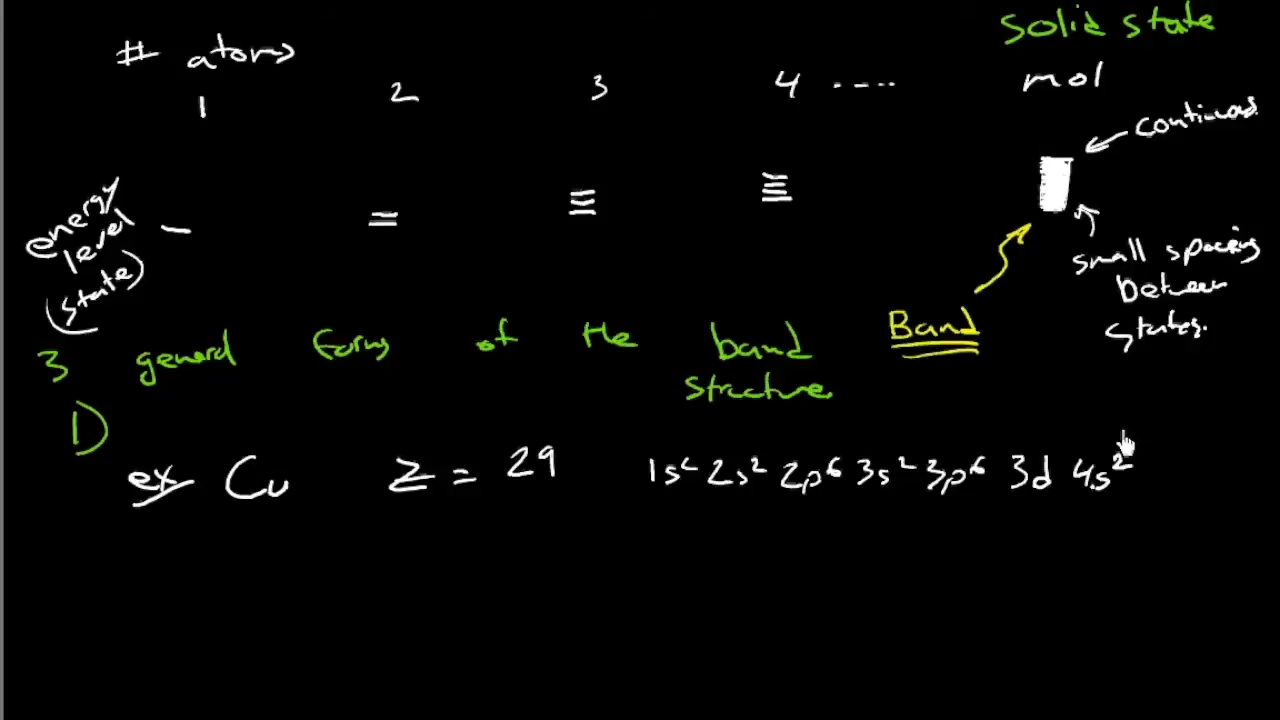 solid state
# atoms
1 2 3 4 .... mol
continuous
energy
level
(state)
small spacing
between
states.
Band
3 general forms of the band
structure
1)
ex Cu Z = 29 1s² 2s² 2p⁶ 3s² 3p⁶ 3d 4s²